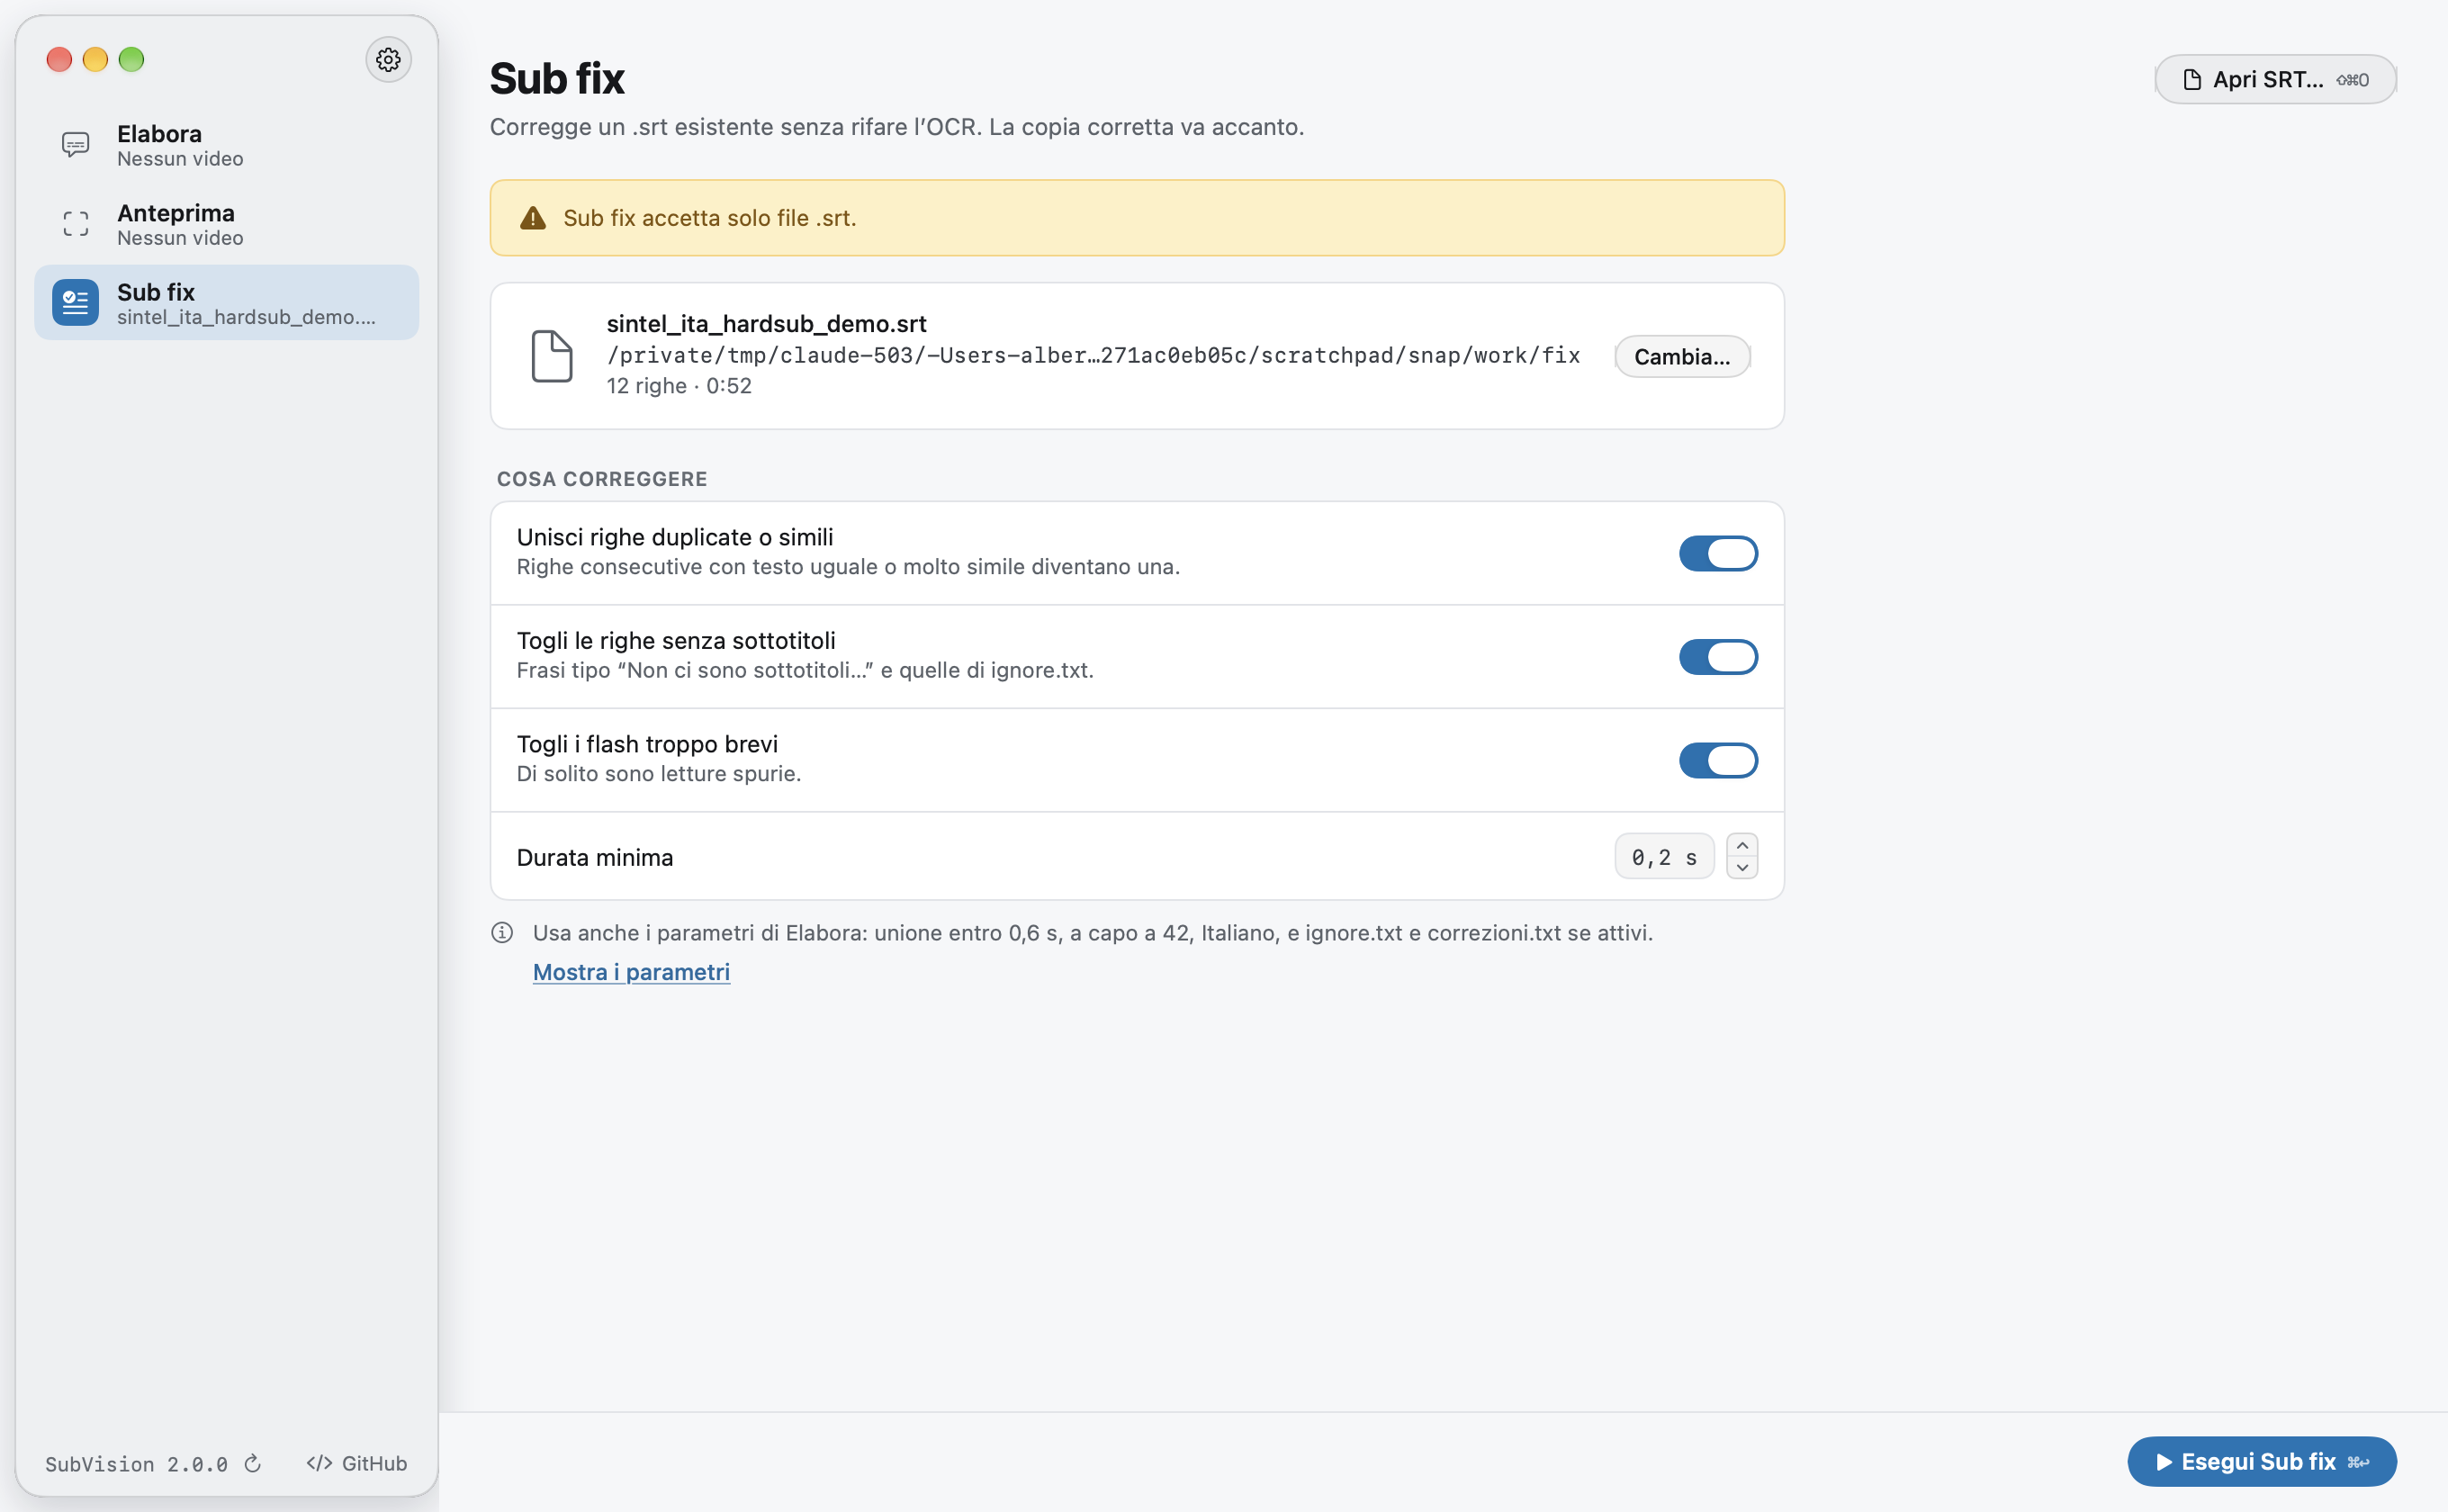 Elabora
Nessun video
Anteprima
Nessun video
Sub fix
sintel_ita_hardsub_demo....
SubVision 2.0.0
</> GitHub
Sub fix
Corregge un .srt esistente senza rifare l’OCR. La copia corretta va accanto.
Apri SRT... ⇧⌘O
Sub fix accetta solo file .srt.
sintel_ita_hardsub_demo.srt
/private/tmp/claude-503/-Users-alber…271ac0eb05c/scratchpad/snap/work/fix
12 righe · 0:52
Cambia...
COSA CORREGGERE
Unisci righe duplicate o simili
Righe consecutive con testo uguale o molto simile diventano una.
Togli le righe senza sottotitoli
Frasi tipo “Non ci sono sottotitoli...” e quelle di ignore.txt.
Togli i flash troppo brevi
Di solito sono letture spurie.
Durata minima
0,2 s
Usa anche i parametri di Elabora: unione entro 0,6 s, a capo a 42, Italiano, e ignore.txt e correzioni.txt se attivi.
Mostra i parametri
Esegui Sub fix ⌘↩